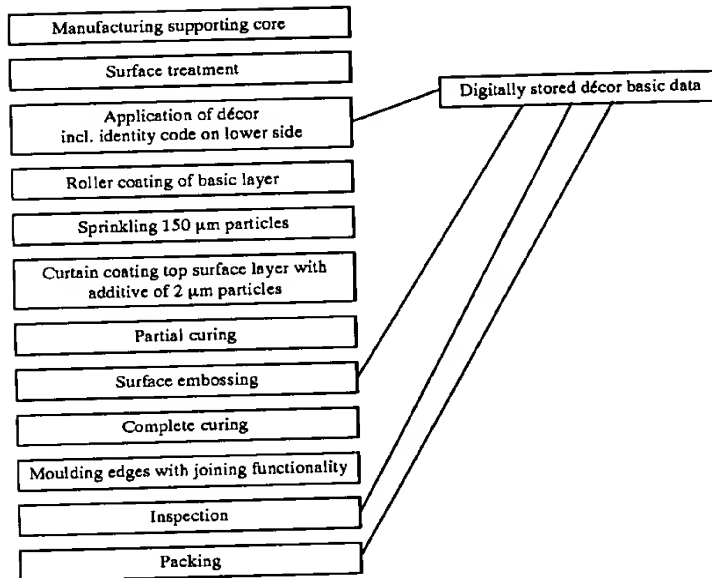 Manufacturing supporting core
Surface treatment
Digitally stored décor basic data
Application of décor
incl. identity code on lower side
Roller coating of basic layer
Sprinkling 150 µm particles
Curtain coating top surface layer with
additive of 2 µm particles
Partial curing
Surface embossing
Complete curing
Moulding edges with joining functionality
Inspection
Packing